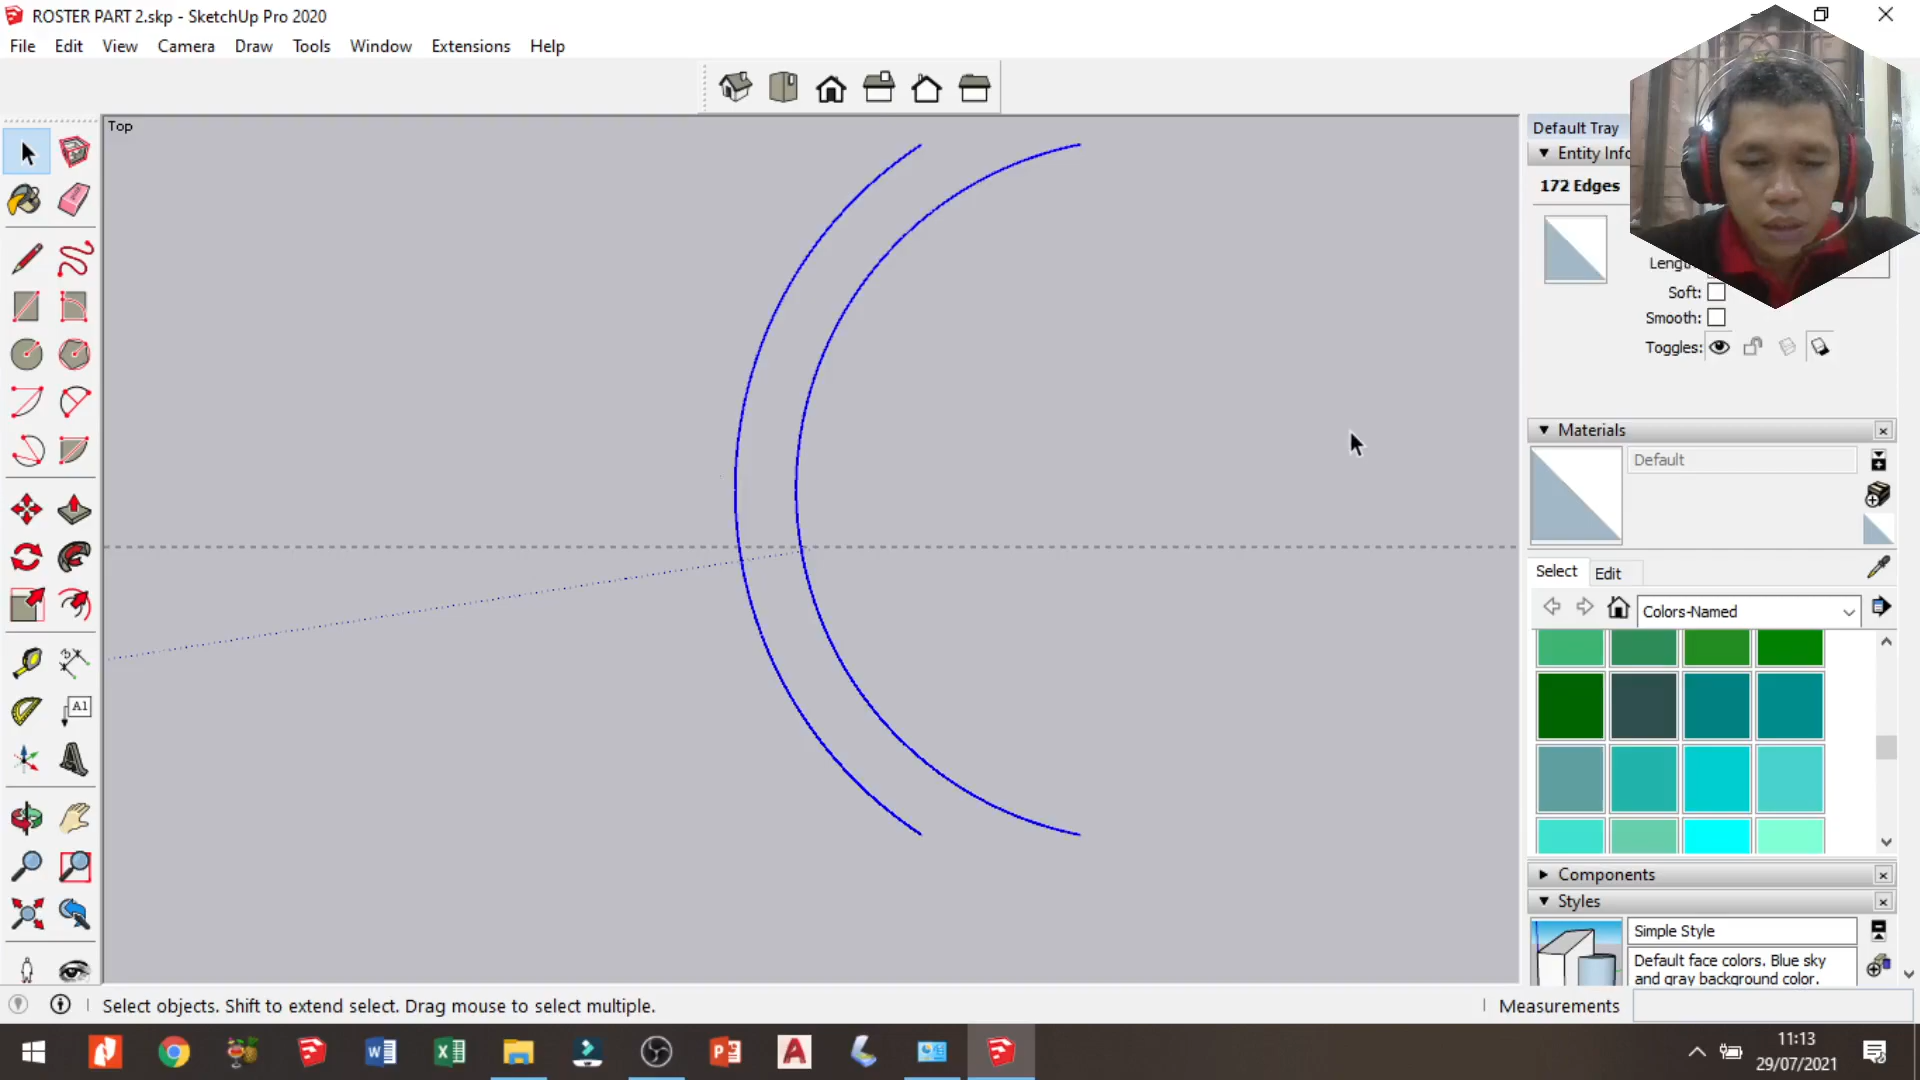 ROSTER PART 2.skp - SketchUp Pro 2020
File Edit View Camera Draw Tools Window Extensions Help
Top
Default Tray
Entity Info
172 Edges
Length
Soft:
Smooth:
Toggles:
Materials
Default
Select Edit
Colors-Named
Components
Styles
Simple Style
Default face colors. Blue sky
and gray background color.
A1
Select objects. Shift to extend select. Drag mouse to select multiple.
Measurements
11:13
29/07/2021